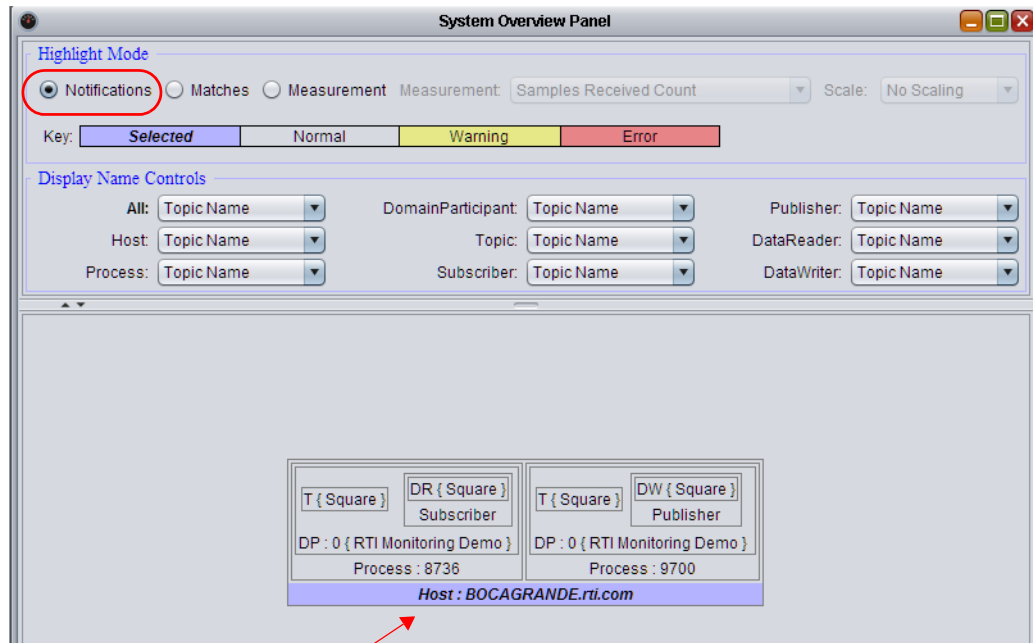 System Overview Panel
Highlight Mode
Notifications Matches Measurement Measurement: Samples Received Count Scale: No Scaling
Key: Selected Normal Warning Error
Display Name Controls
All: Topic Name DomainParticipant: Topic Name Publisher: Topic Name
Host: Topic Name Topic: Topic Name DataReader: Topic Name
Process: Topic Name Subscriber: Topic Name DataWriter: Topic Name
T { Square } DR { Square } T { Square } DW { Square }
Subscriber Publisher
DP : 0 { RTI Monitoring Demo } DP : 0 { RTI Monitoring Demo }
Process : 8736 Process : 9700
Host : BOCAGRANDE.rti.com